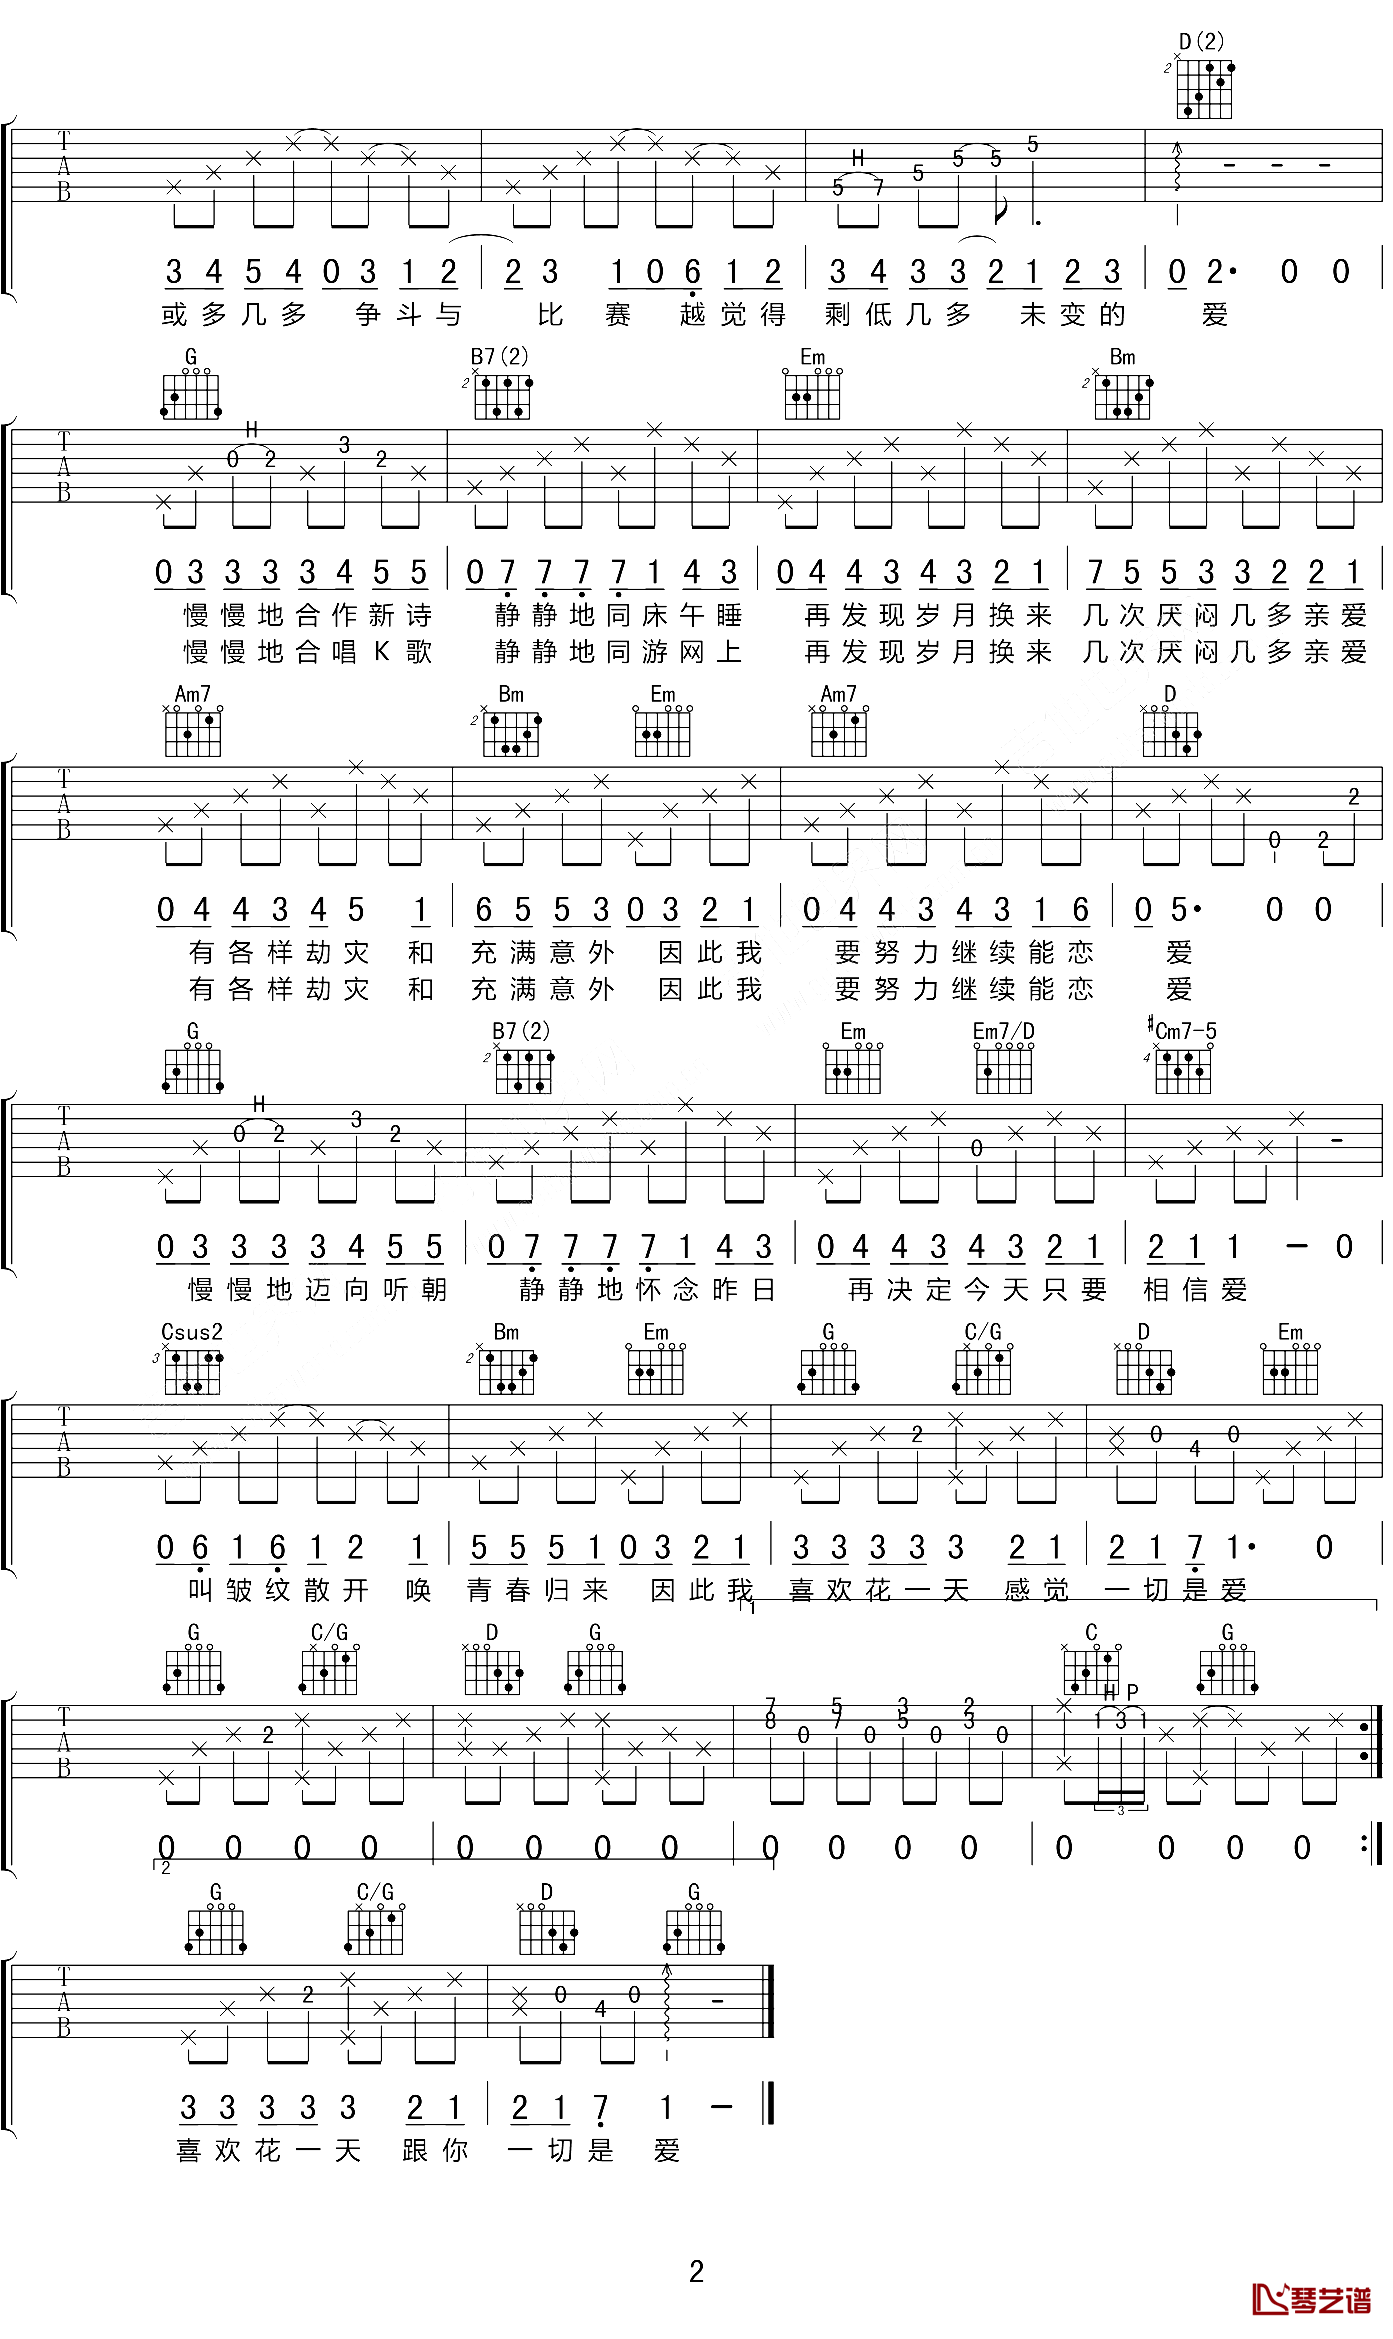 D(2)
2
T A B
H
5 7 5 5 5 5
3 4 5 4 0 3 1 2 2 3 1 0 6 1 2 3 4 3 3 2 1 2 3 0 2· 0 0
或多几多 争斗与 比 赛 越觉得 剩低几多 未变的 爱
G B7(2) Em Bm
2 2
T A B
H
0 2 3 2
0 3 3 3 3 4 5 5 0 7 7 7 7 1 4 3 0 4 4 3 4 3 2 1 7 5 5 3 3 2 2 1
慢慢地合作新诗 静静地同床午睡 再发现岁月换来 几次厌闷几多亲爱
慢慢地合唱K歌 静静地同游网上 再发现岁月换来 几次厌闷几多亲爱
Am7 Bm Em Am7 D
2
T A B
0 2 2
0 4 4 3 4 5 1 6 5 5 3 0 3 2 1 0 4 4 3 4 3 1 6 0 5· 0 0
有各样劫灾 和 充满意外 因此我 要努力继续能恋 爱
有各样劫灾 和 充满意外 因此我 要努力继续能恋 爱
G B7(2) Em Em7/D #Cm7-5
2 4
T A B
H
0 2 3 2 0 -
0 3 3 3 3 4 5 5 0 7 7 7 7 1 4 3 0 4 4 3 4 3 2 1 2 1 1 - 0
慢慢地迈向听朝 静静地怀念昨日 再决定今天只要 相信爱
Csus2 Bm Em G C/G D Em
3 2
T A B
2 0 4 0
0 6 1 6 1 2 1 5 5 5 1 0 3 2 1 3 3 3 3 3 2 1 2 1 7 1· 0
叫皱纹散开 唤 青春归来 因此我 喜欢花一天 感觉 一切是爱
1
G C/G D G C G
T A B
H P
2 7 8 0 5 7 0 3 5 0 2 3 0 1 3 1
3
0 0 0 0 0 0 0 0 0 0 0 0 0 0 0 0
2
G C/G D G
T A B
2 0 4 0 -
3 3 3 3 3 2 1 2 1 7 1 -
喜欢花一天 跟你 一切是 爱
2
琴艺谱